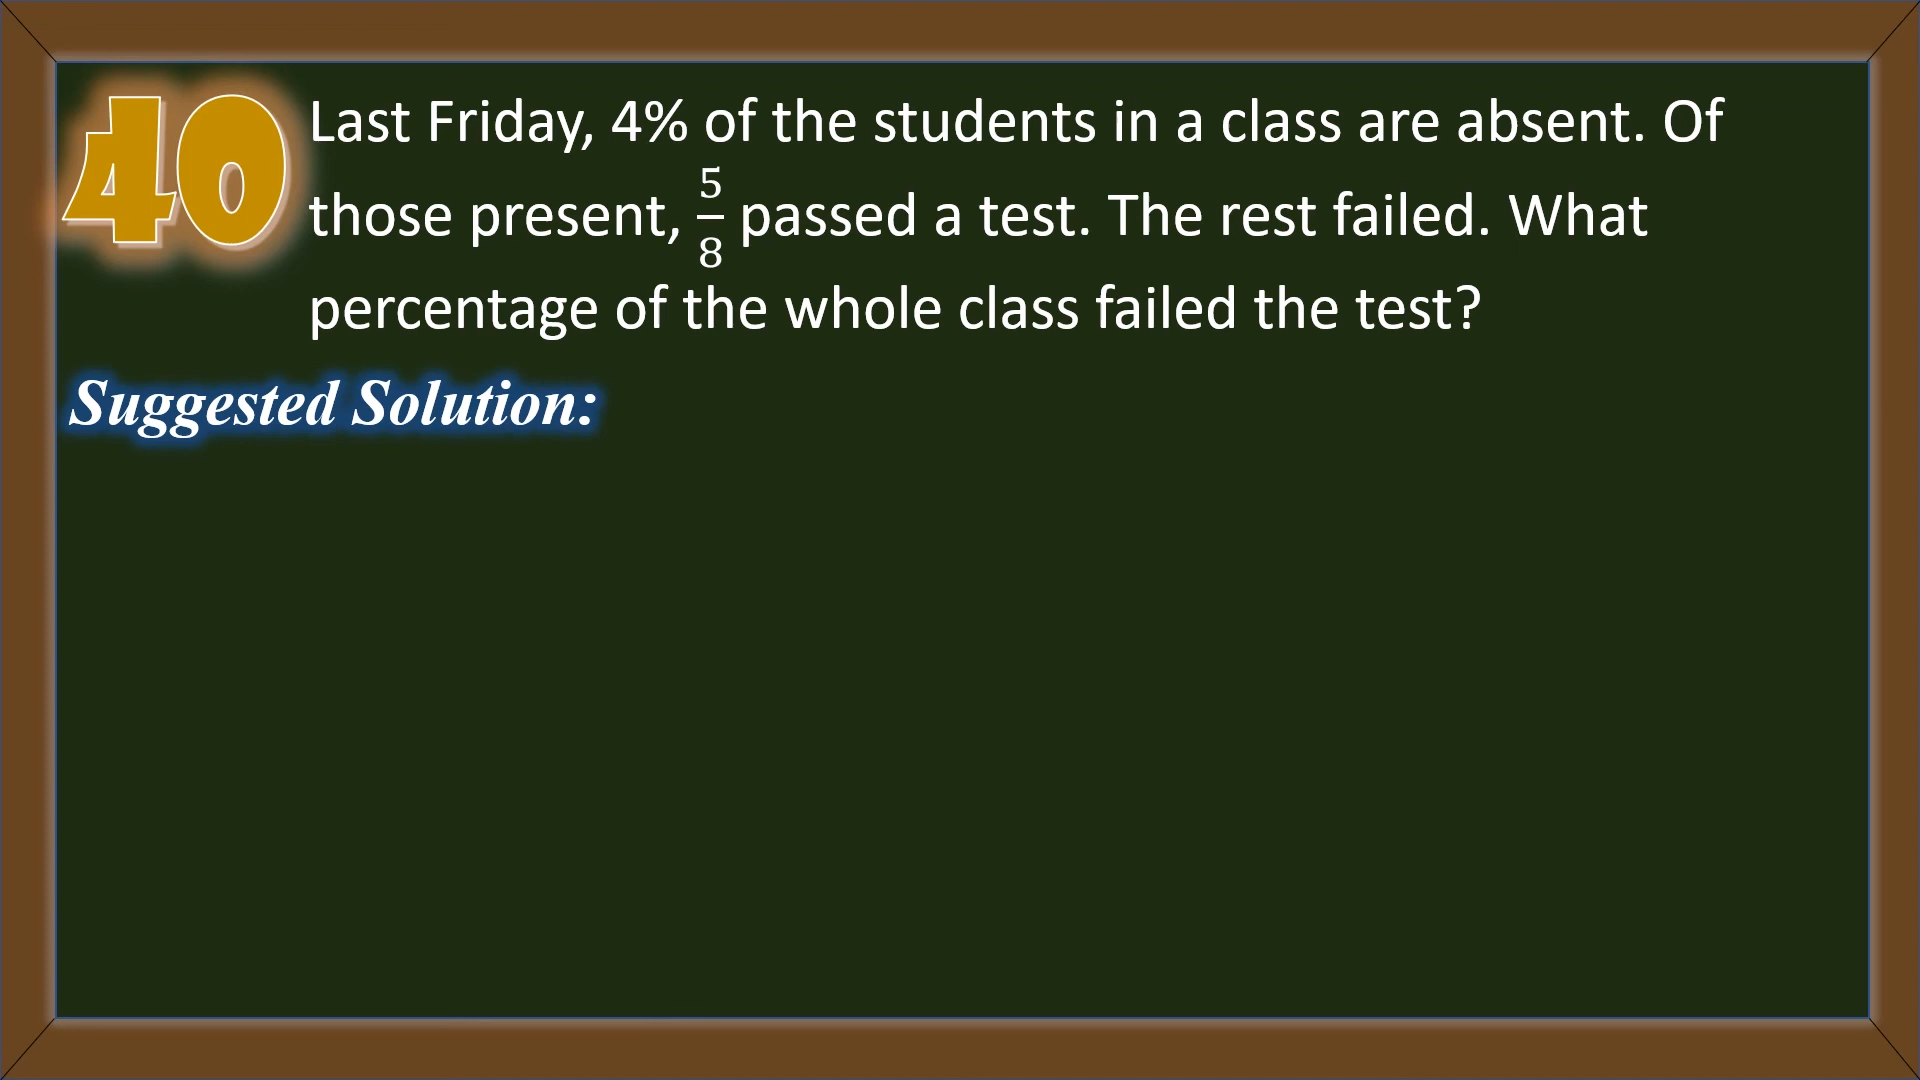 40
Last Friday, 4% of the students in a class are absent. Of
those present, 5/8 passed a test. The rest failed. What
percentage of the whole class failed the test?
Suggested Solution: